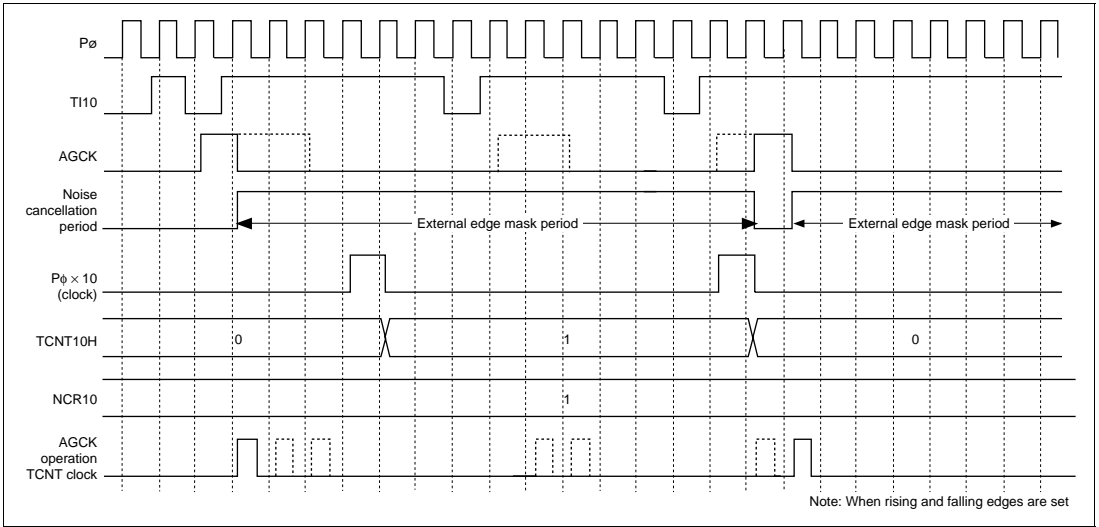 Pø
TI10
AGCK
Noise
cancellation
period
External edge mask period
External edge mask period
Pϕ × 10
(clock)
TCNT10H
0
1
0
NCR10
1
AGCK
operation
TCNT clock
Note: When rising and falling edges are set